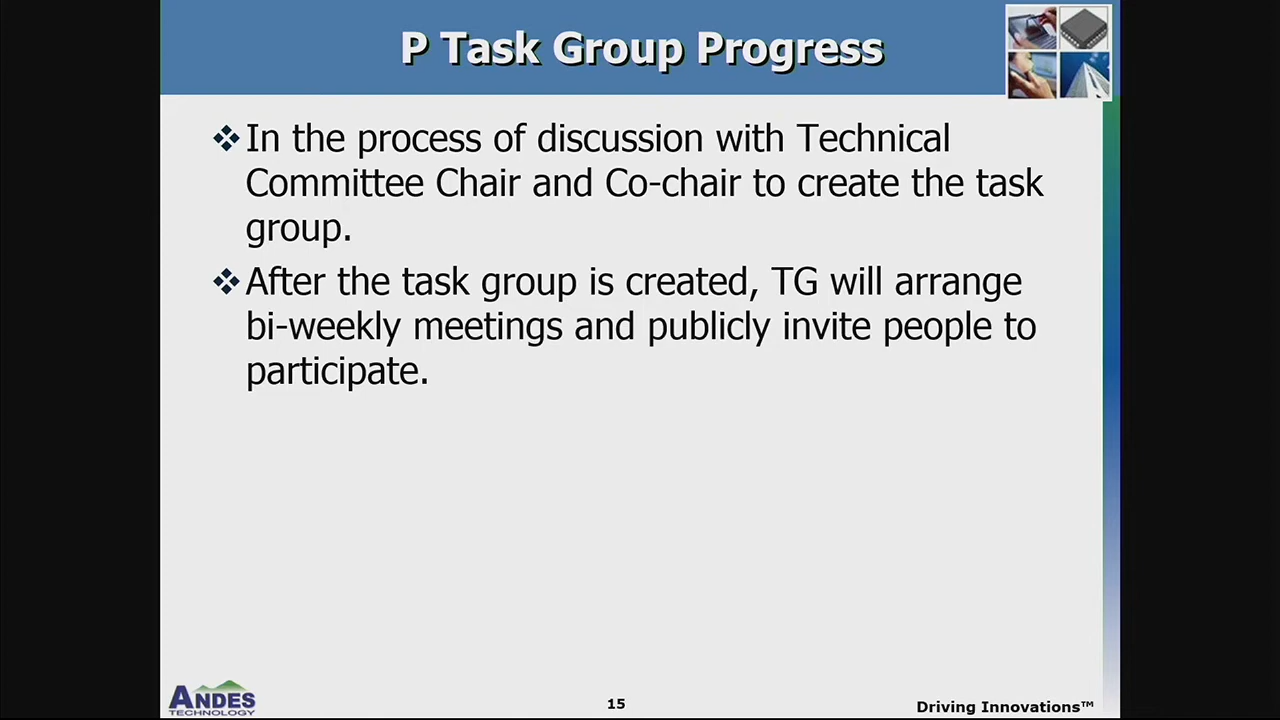 P Task Group Progress
❖In the process of discussion with Technical
Committee Chair and Co-chair to create the task
group.
❖After the task group is created, TG will arrange
bi-weekly meetings and publicly invite people to
participate.
ANDES
TECHNOLOGY
15
Driving Innovations™